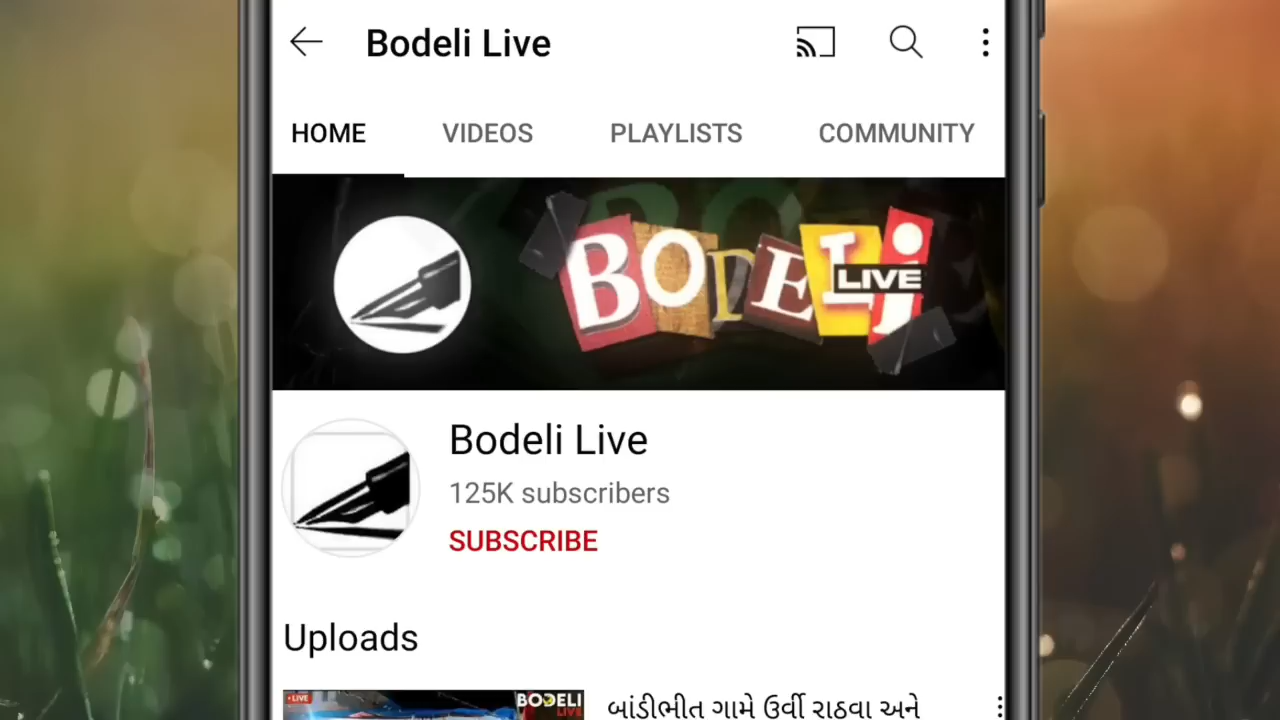 Bodeli Live
HOME VIDEOS PLAYLISTS COMMUNITY
BODELi
LIVE
Bodeli Live
125K subscribers
SUBSCRIBE
Uploads
LIVE
BODELI
LIVE
બાંડીભીત ગામે ઉર્વી રાઠવા અને